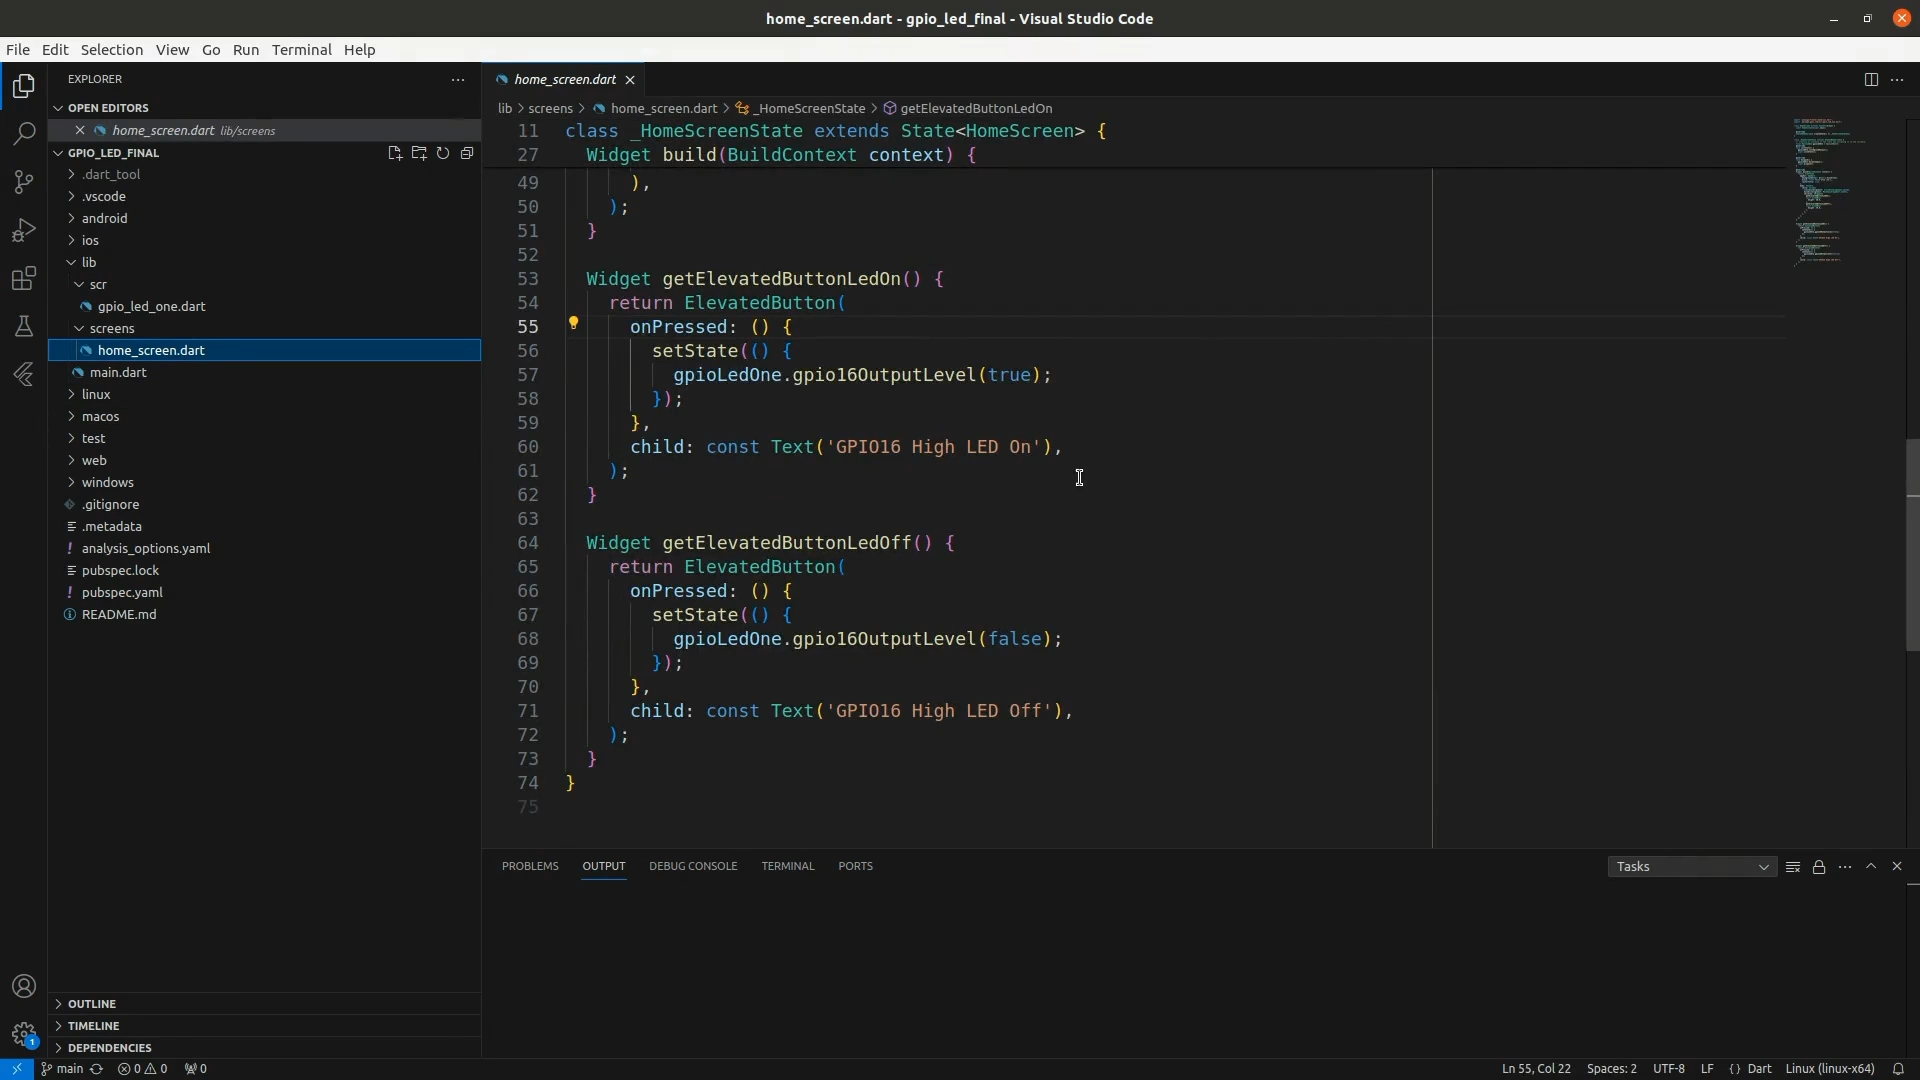 home_screen.dart - gpio_led_final - Visual Studio Code
File Edit Selection View Go Run Terminal Help
EXPLORER
OPEN EDITORS
home_screen.dart lib/screens
GPIO_LED_FINAL
.dart_tool
.vscode
android
ios
lib
scr
gpio_led_one.dart
screens
home_screen.dart
main.dart
linux
macos
test
web
windows
.gitignore
.metadata
analysis_options.yaml
pubspec.lock
pubspec.yaml
README.md
OUTLINE
TIMELINE
DEPENDENCIES
home_screen.dart
lib > screens > home_screen.dart > _HomeScreenState > getElevatedButtonLedOn
11 class _HomeScreenState extends State<HomeScreen> {
27 Widget build(BuildContext context) {
49 ),
50 );
51 }
52
53 Widget getElevatedButtonLedOn() {
54 return ElevatedButton(
55 onPressed: () {
56 setState(() {
57 gpioLedOne.gpio16OutputLevel(true);
58 });
59 },
60 child: const Text('GPIO16 High LED On'),
61 );
62 }
63
64 Widget getElevatedButtonLedOff() {
65 return ElevatedButton(
66 onPressed: () {
67 setState(() {
68 gpioLedOne.gpio16OutputLevel(false);
69 });
70 },
71 child: const Text('GPIO16 High LED Off'),
72 );
73 }
74 }
75
PROBLEMS OUTPUT DEBUG CONSOLE TERMINAL PORTS
Tasks
1
main 0 0 0
Ln 55, Col 22 Spaces: 2 UTF-8 LF {} Dart Linux (linux-x64)